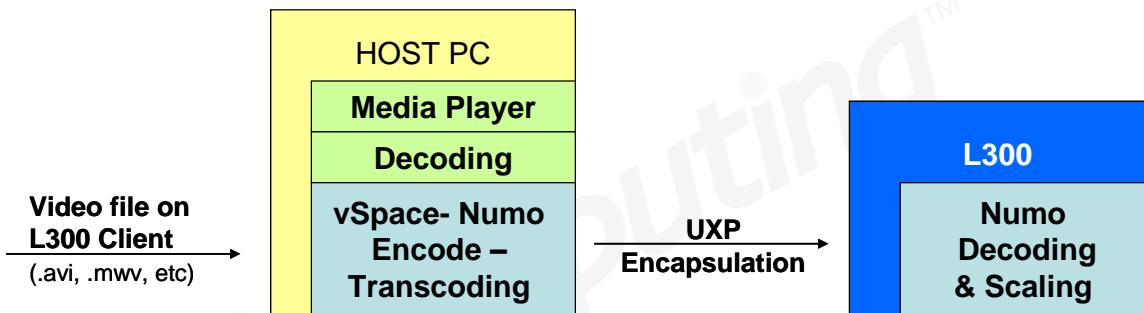 HOST PC
Media Player
Decoding
vSpace- Numo
Encode –
Transcoding
Video file on
L300 Client
(.avi, .mwv, etc)
UXP
Encapsulation
L300
Numo
Decoding
& Scaling
puting™